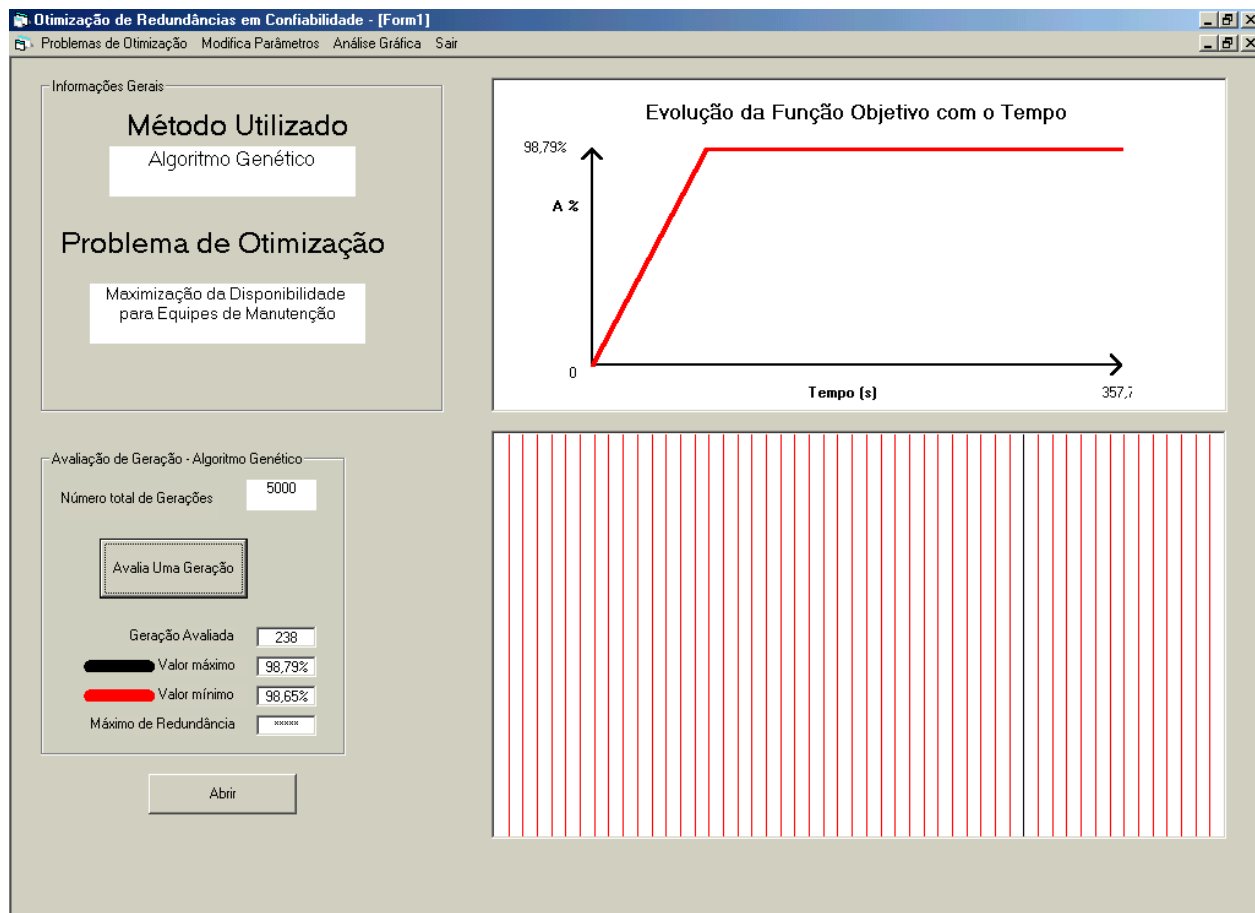 Otimização de Redundâncias em Confiabilidade - [Form1]
Problemas de Otimização Modifica Parâmetros Análise Gráfica Sair
Informações Gerais
Método Utilizado
Algoritmo Genético
Problema de Otimização
Maximização da Disponibilidade
para Equipes de Manutenção
Evolução da Função Objetivo com o Tempo
98,79%
A %
0
Tempo (s)
357,7
Avaliação de Geração - Algoritmo Genético
Número total de Gerações 5000
Avalia Uma Geração
Geração Avaliada 238
Valor máximo 98,79%
Valor mínimo 98,65%
Máximo de Redundância *****
Abrir